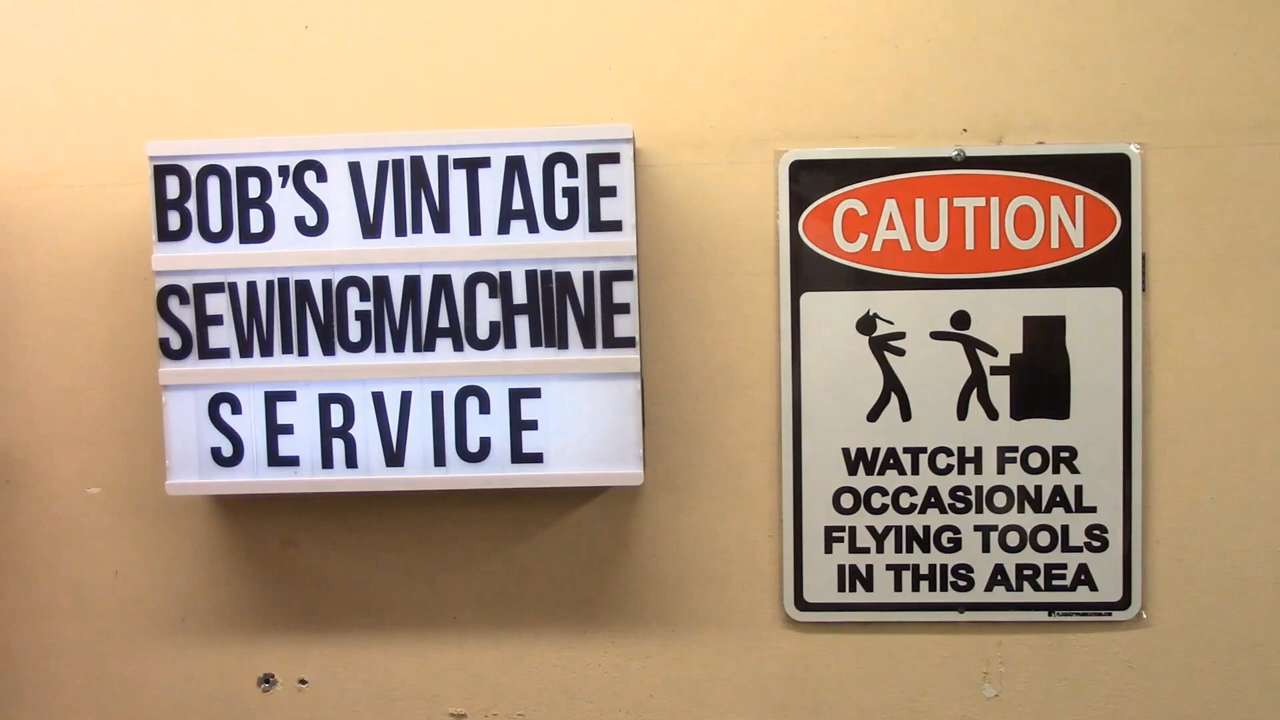 BOB'S VINTAGE
SEWINGMACHINE
SERVICE
CAUTION
WATCH FOR
OCCASIONAL
FLYING TOOLS
IN THIS AREA